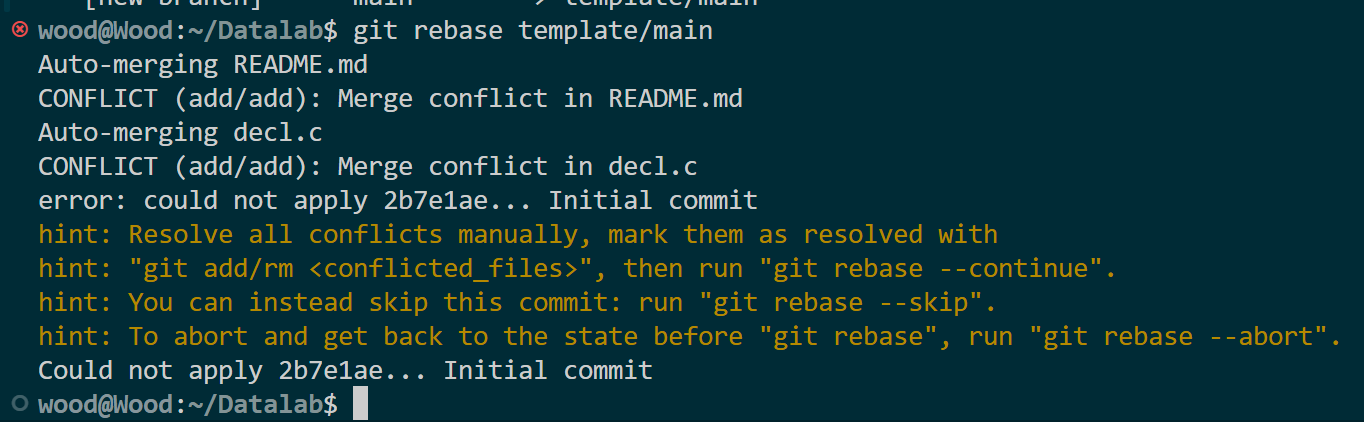 [new branch]      main       -> template/main
wood@Wood:~/Datalab$ git rebase template/main
Auto-merging README.md
CONFLICT (add/add): Merge conflict in README.md
Auto-merging decl.c
CONFLICT (add/add): Merge conflict in decl.c
error: could not apply 2b7e1ae... Initial commit
hint: Resolve all conflicts manually, mark them as resolved with
hint: "git add/rm <conflicted_files>", then run "git rebase --continue".
hint: You can instead skip this commit: run "git rebase --skip".
hint: To abort and get back to the state before "git rebase", run "git rebase --abort".
Could not apply 2b7e1ae... Initial commit
wood@Wood:~/Datalab$